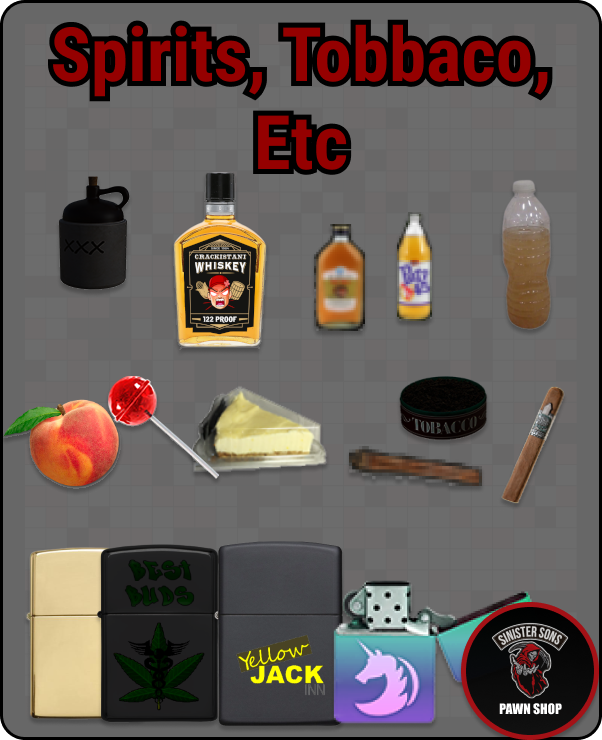 Spirits, Tobbaco,
Etc
XXX
CRACKISTANI
WHISKEY
122 PROOF
TOBACCO
BEST
BUDS
Yellow
JACK
INN
SINISTER SONS
PAWN SHOP